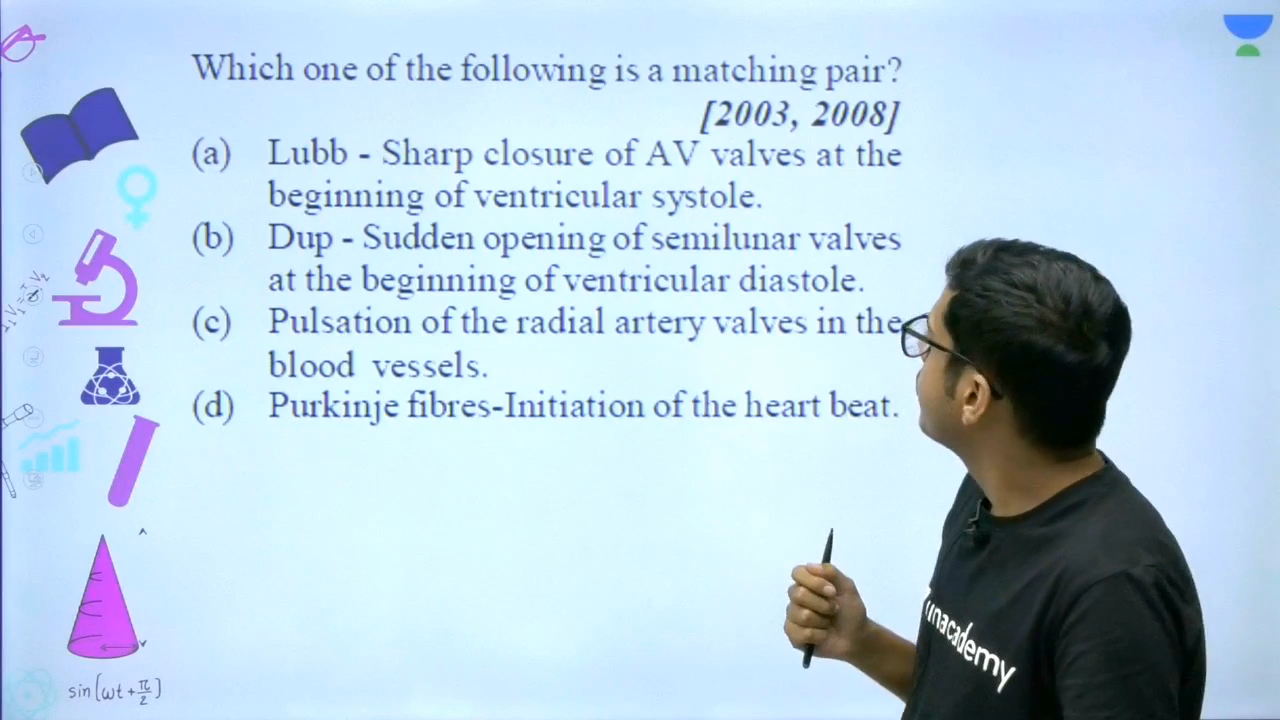 Which one of the following is a matching pair?
[2003, 2008]
(a) Lubb - Sharp closure of AV valves at the
beginning of ventricular systole.
(b) Dup - Sudden opening of semilunar valves
at the beginning of ventricular diastole.
(c) Pulsation of the radial artery valves in the
blood vessels.
(d) Purkinje fibres-Initiation of the heart beat.
unacademy
sin(ωt+π/2)